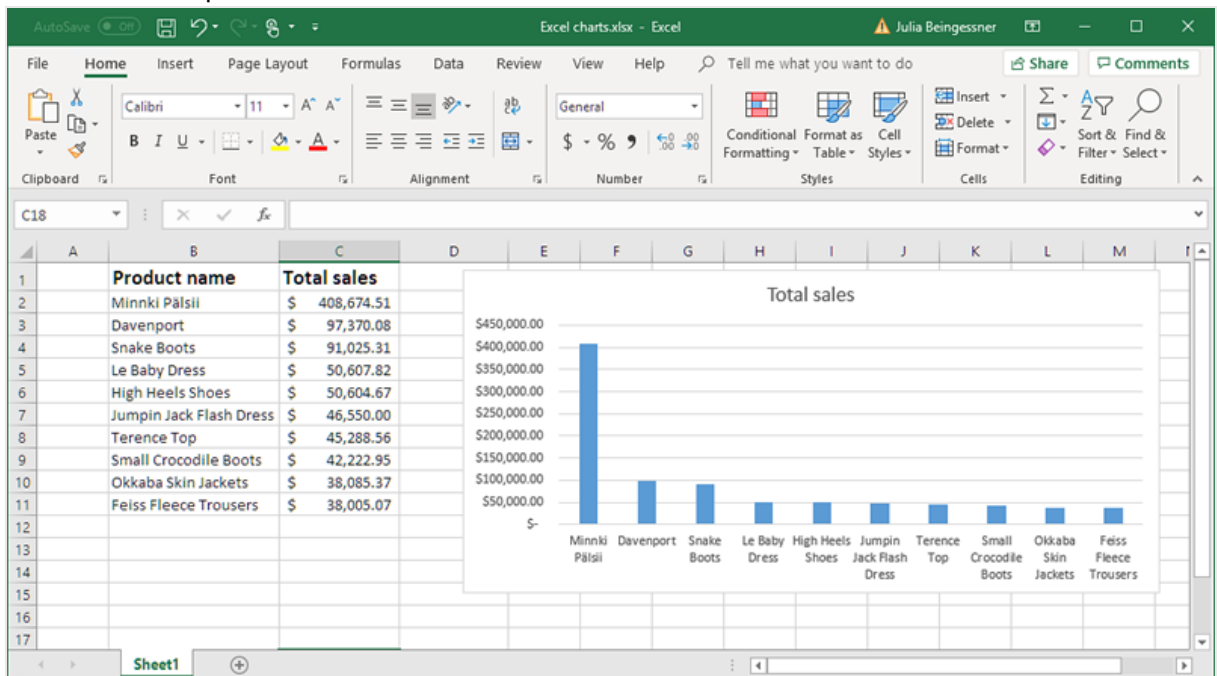 AutoSave Off Excel charts.xlsx - Excel Julia Beingessner
File Home Insert Page Layout Formulas Data Review View Help Tell me what you want to do Share Comments
Paste
Calibri 11 A^ A˅ ab General Insert Σ
B I U A $ % , Conditional Formatting Format as Table Cell Styles Delete Sort & Filter Find & Select
Format
Clipboard Font Alignment Number Styles Cells Editing
C18 fx
A B C D E F G H I J K L M
1 Product name Total sales
2 Minnki Pälsii $ 408,674.51
3 Davenport $ 97,370.08
4 Snake Boots $ 91,025.31
5 Le Baby Dress $ 50,607.82
6 High Heels Shoes $ 50,604.67
7 Jumpin Jack Flash Dress $ 46,550.00
8 Terence Top $ 45,288.56
9 Small Crocodile Boots $ 42,222.95
10 Okkaba Skin Jackets $ 38,085.37
11 Feiss Fleece Trousers $ 38,005.07
12
13
14
15
16
17
Total sales
$450,000.00
$400,000.00
$350,000.00
$300,000.00
$250,000.00
$200,000.00
$150,000.00
$100,000.00
$50,000.00
$-
Minnki Pälsii
Davenport
Snake Boots
Le Baby Dress
High Heels Shoes
Jumpin Jack Flash Dress
Terence Top
Small Crocodile Boots
Okkaba Skin Jackets
Feiss Fleece Trousers
Sheet1